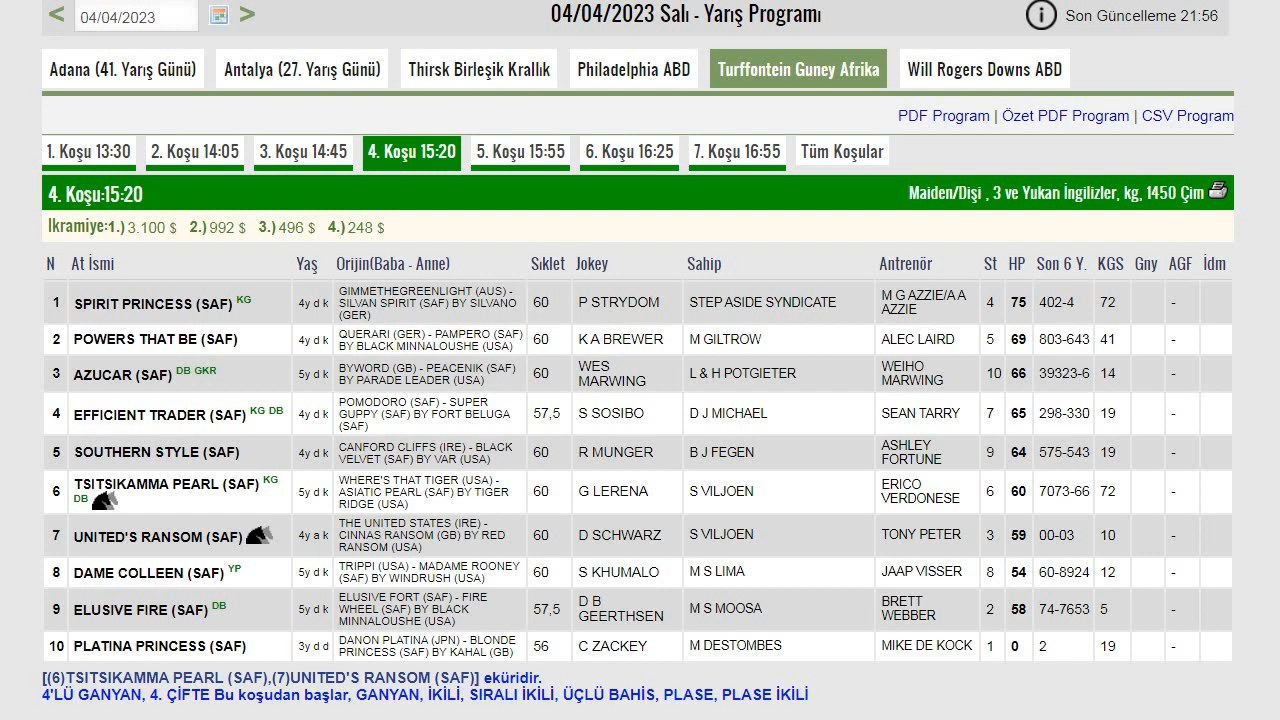 < 04/04/2023 > 04/04/2023 Salı - Yarış Programı i Son Güncelleme 21:56
Adana (41. Yarış Günü) Antalya (27. Yarış Günü) Thirsk Birleşik Krallık Philadelphia ABD Turffontein Guney Afrika Will Rogers Downs ABD
PDF Program | Özet PDF Program | CSV Program
1. Koşu 13:30 2. Koşu 14:05 3. Koşu 14:45 4. Koşu 15:20 5. Koşu 15:55 6. Koşu 16:25 7. Koşu 16:55 Tüm Koşular
4. Koşu:15:20 Maiden/Dişi , 3 ve Yukarı İngilizler, kg, 1450 Çim
Ikramiye:1.) 3.100 $ 2.) 992 $ 3.) 496 $ 4.) 248 $
N At İsmi Yaş Orijin(Baba - Anne) Sıklet Jokey Sahip Antrenör St HP Son 6 Y. KGS Gny AGF İdm
1 SPIRIT PRINCESS (SAF) KG 4y d k GIMMETHEGREENLIGHT (AUS) -
SILVAN SPIRIT (SAF) BY SILVANO
(GER) 60 P STRYDOM STEP ASIDE SYNDICATE M G AZZIE/A A
AZZIE 4 75 402-4 72 -
2 POWERS THAT BE (SAF) 4y d k QUERARI (GER) - PAMPERO (SAF)
BY BLACK MINNALOUSHE (USA) 60 K A BREWER M GILTROW ALEC LAIRD 5 69 803-643 41 -
3 AZUCAR (SAF) DB GKR 5y d k BYWORD (GB) - PEACENIK (SAF)
BY PARADE LEADER (USA) 60 WES
MARWING L & H POTGIETER WEIHO
MARWING 10 66 39323-6 14 -
4 EFFICIENT TRADER (SAF) KG DB 4y d k POMODORO (SAF) - SUPER
GUPPY (SAF) BY FORT BELUGA
(SAF) 57,5 S SOSIBO D J MICHAEL SEAN TARRY 7 65 298-330 19 -
5 SOUTHERN STYLE (SAF) 4y d k CANFORD CLIFFS (IRE) - BLACK
VELVET (SAF) BY VAR (USA) 60 R MUNGER B J FEGEN ASHLEY
FORTUNE 9 64 575-543 19 -
6 TSITSIKAMMA PEARL (SAF) KG
DB 5y d k WHERE'S THAT TIGER (USA) -
ASIATIC PEARL (SAF) BY TIGER
RIDGE (USA) 60 G LERENA S VILJOEN ERICO
VERDONESE 6 60 7073-66 72 -
7 UNITED'S RANSOM (SAF) 4y a k THE UNITED STATES (IRE) -
CINNAS RANSOM (GB) BY RED
RANSOM (USA) 60 D SCHWARZ S VILJOEN TONY PETER 3 59 00-03 10 -
8 DAME COLLEEN (SAF) YP 5y d k TRIPPI (USA) - MADAME ROONEY
(SAF) BY WINDRUSH (USA) 60 S KHUMALO M S LIMA JAAP VISSER 8 54 60-8924 12 -
9 ELUSIVE FIRE (SAF) DB 5y d k ELUSIVE FORT (SAF) - FIRE
WHEEL (SAF) BY BLACK
MINNALOUSHE (USA) 57,5 D B
GEERTHSEN M S MOOSA BRETT
WEBBER 2 58 74-7653 5 -
10 PLATINA PRINCESS (SAF) 3y d d DANON PLATINA (JPN) - BLONDE
PRINCESS (SAF) BY KAHAL (GB) 56 C ZACKEY M DESTOMBES MIKE DE KOCK 1 0 2 19 -
[(6)TSITSIKAMMA PEARL (SAF),(7)UNITED'S RANSOM (SAF)] eküridir.
4'LÜ GANYAN, 4. ÇİFTE Bu koşudan başlar, GANYAN, İKİLİ, SIRALI İKİLİ, ÜÇLÜ BAHİS, PLASE, PLASE İKİLİ